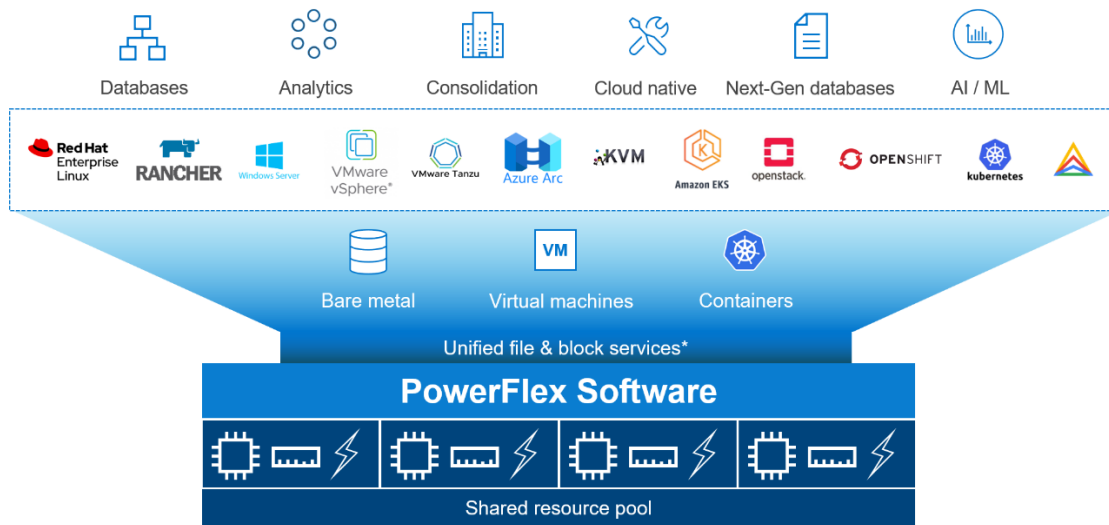 Databases
Analytics
Consolidation
Cloud native
Next-Gen databases
AI / ML
Red Hat
Enterprise
Linux
RANCHER
Windows Server
VMware
vSphere®
VMware Tanzu
Azure Arc
KVM
K
Amazon EKS
openstack.
OPENSHIFT
kubernetes
VM
Bare metal
Virtual machines
Containers
Unified file & block services*
PowerFlex Software
Shared resource pool